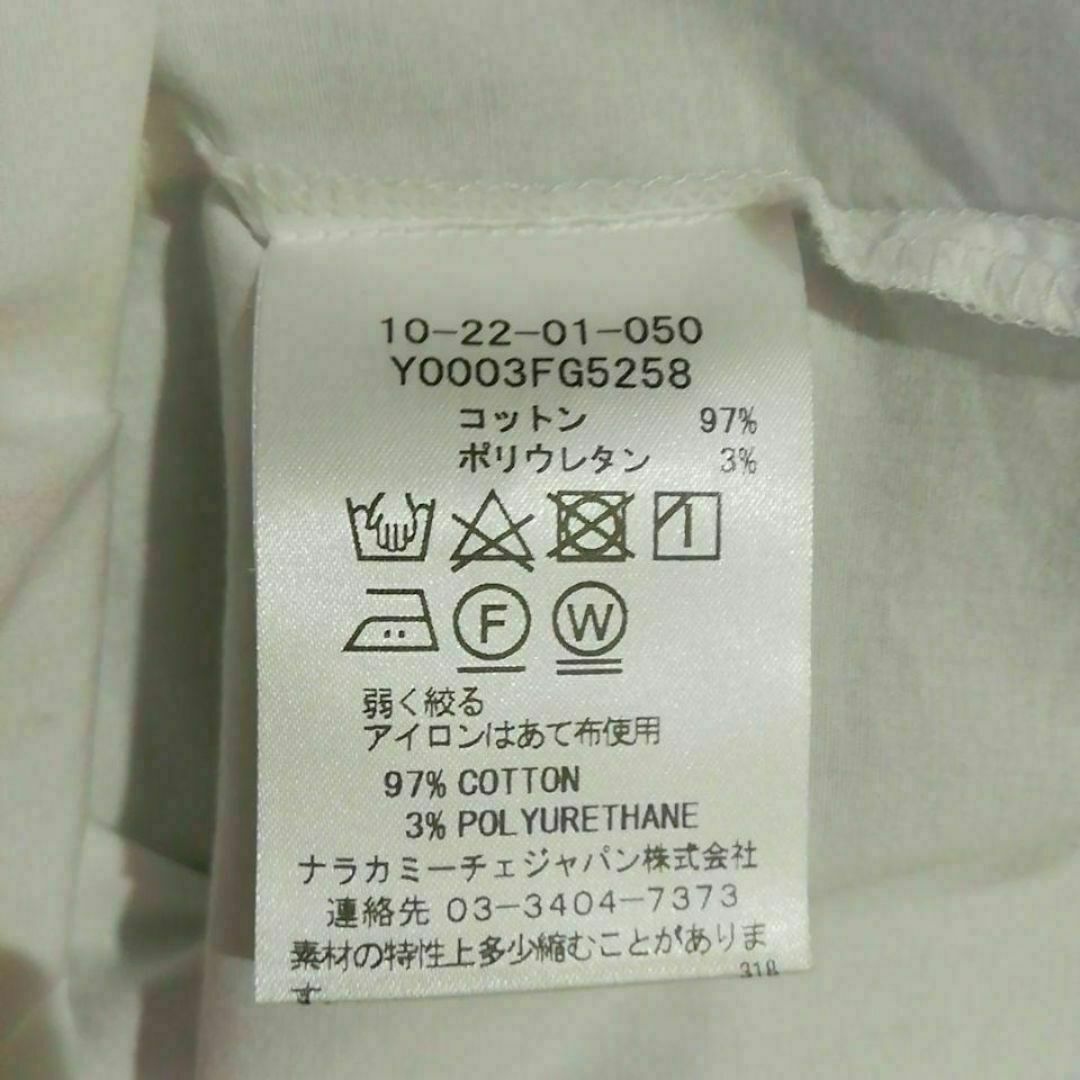 10-22-01-050
Y0003FG5258
コットン 97%
ポリウレタン 3%
F W
弱く絞る
アイロンはあて布使用
97% COTTON
3% POLYURETHANE
ナラカミーチェジャパン株式会社
連絡先 03-3404-7373
素材の特性上多少縮むことがありま
す.